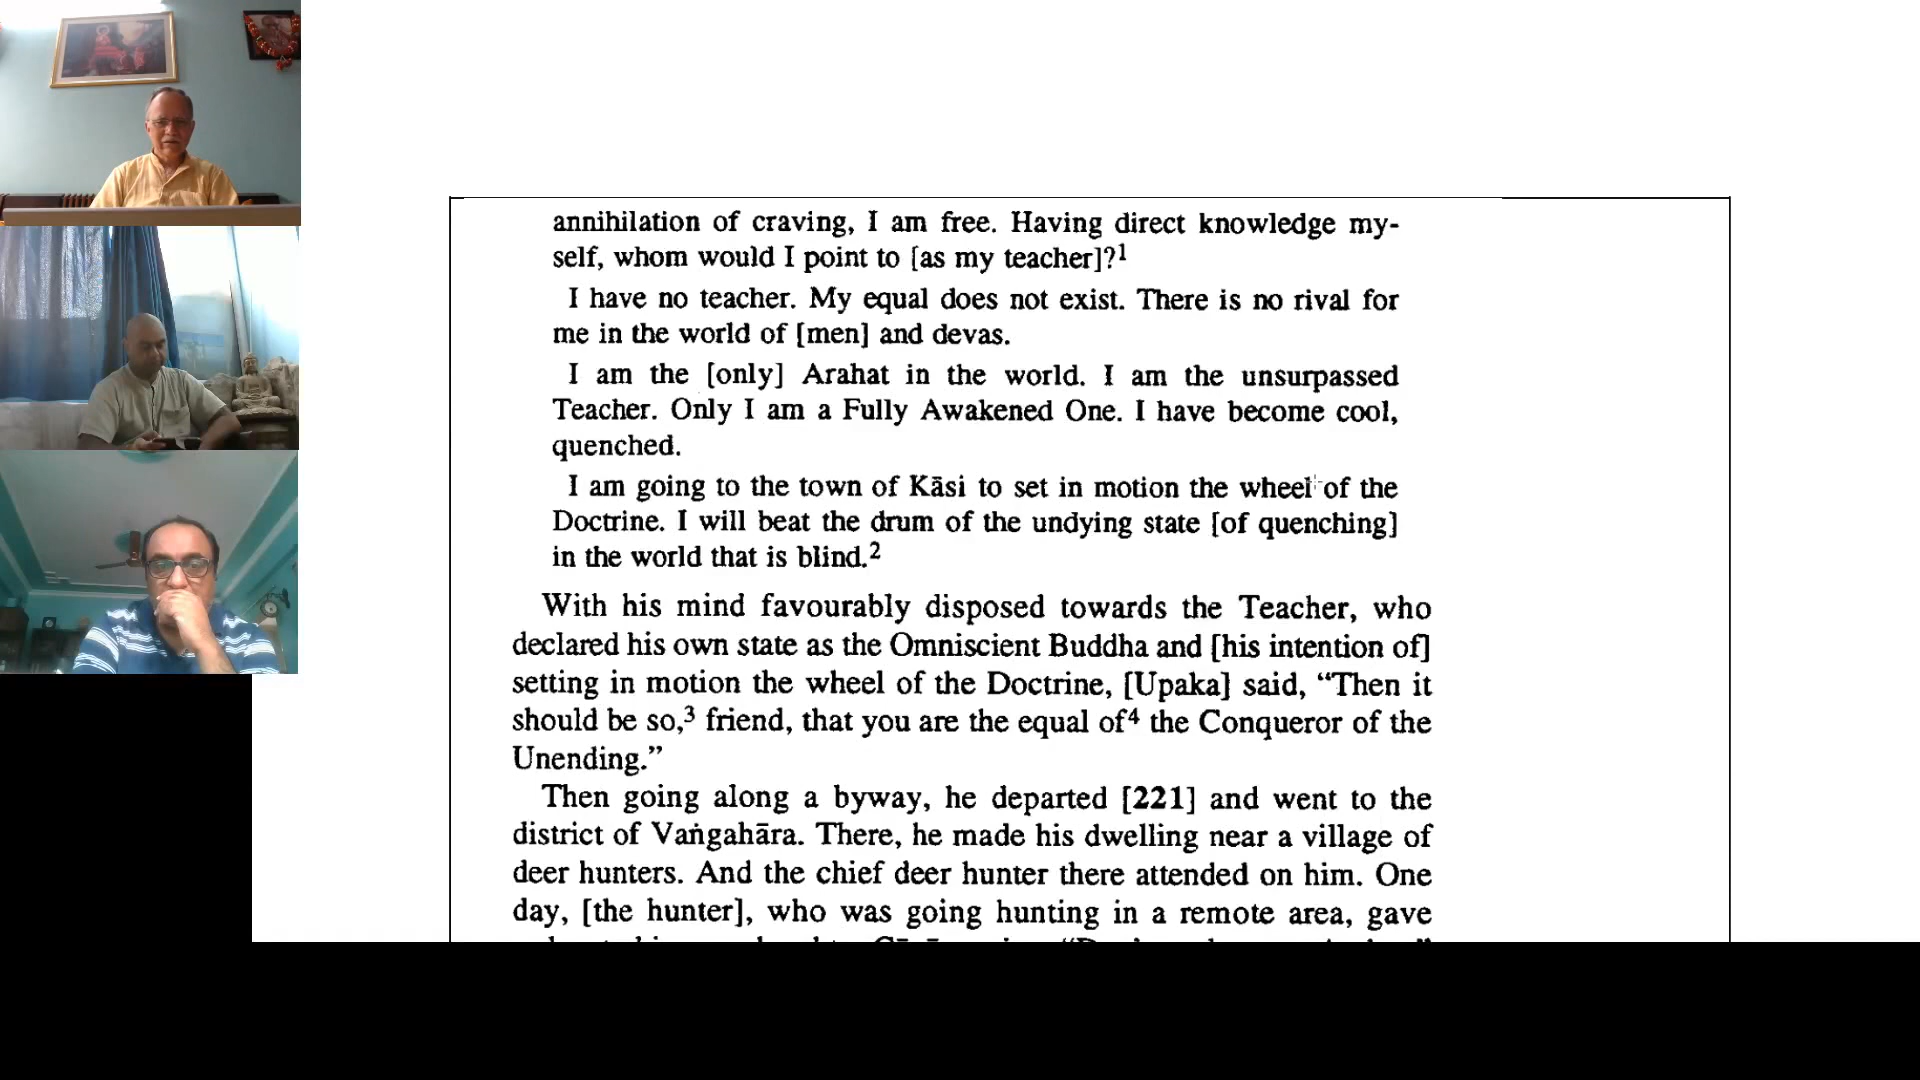 annihilation of craving, I am free. Having direct knowledge my-
self, whom would I point to [as my teacher]?1
I have no teacher. My equal does not exist. There is no rival for
me in the world of [men] and devas.
I am the [only] Arahat in the world. I am the unsurpassed
Teacher. Only I am a Fully Awakened One. I have become cool,
quenched.
I am going to the town of Kāsi to set in motion the wheel of the
Doctrine. I will beat the drum of the undying state [of quenching]
in the world that is blind.2
With his mind favourably disposed towards the Teacher, who
declared his own state as the Omniscient Buddha and [his intention of]
setting in motion the wheel of the Doctrine, [Upaka] said, “Then it
should be so,3 friend, that you are the equal of4 the Conqueror of the
Unending.”
Then going along a byway, he departed [221] and went to the
district of Vaṅgahāra. There, he made his dwelling near a village of
deer hunters. And the chief deer hunter there attended on him. One
day, [the hunter], who was going hunting in a remote area, gave